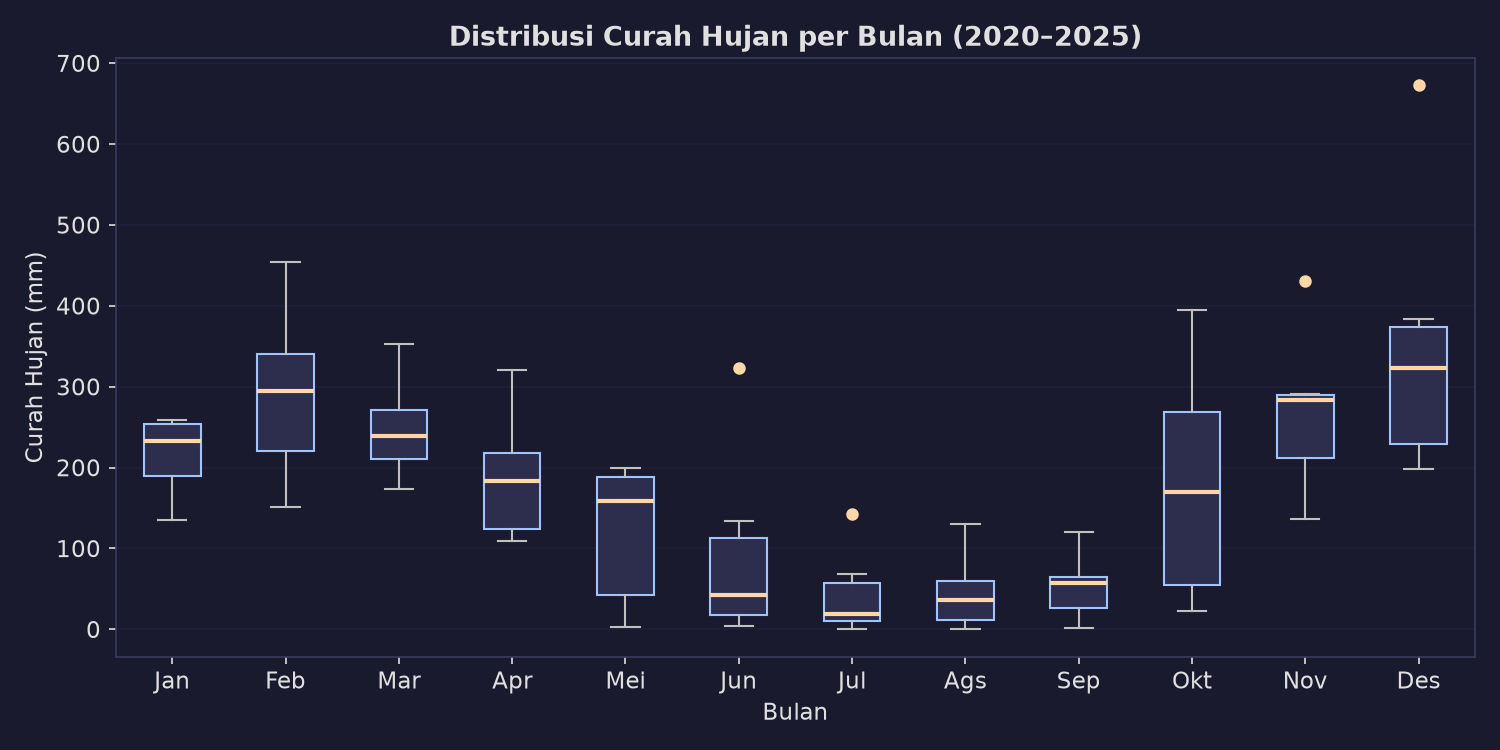 Distribusi Curah Hujan per Bulan (2020–2025)
Curah Hujan (mm)
700
600
500
400
300
200
100
0
Jan Feb Mar Apr Mei Jun Jul Ags Sep Okt Nov Des
Bulan